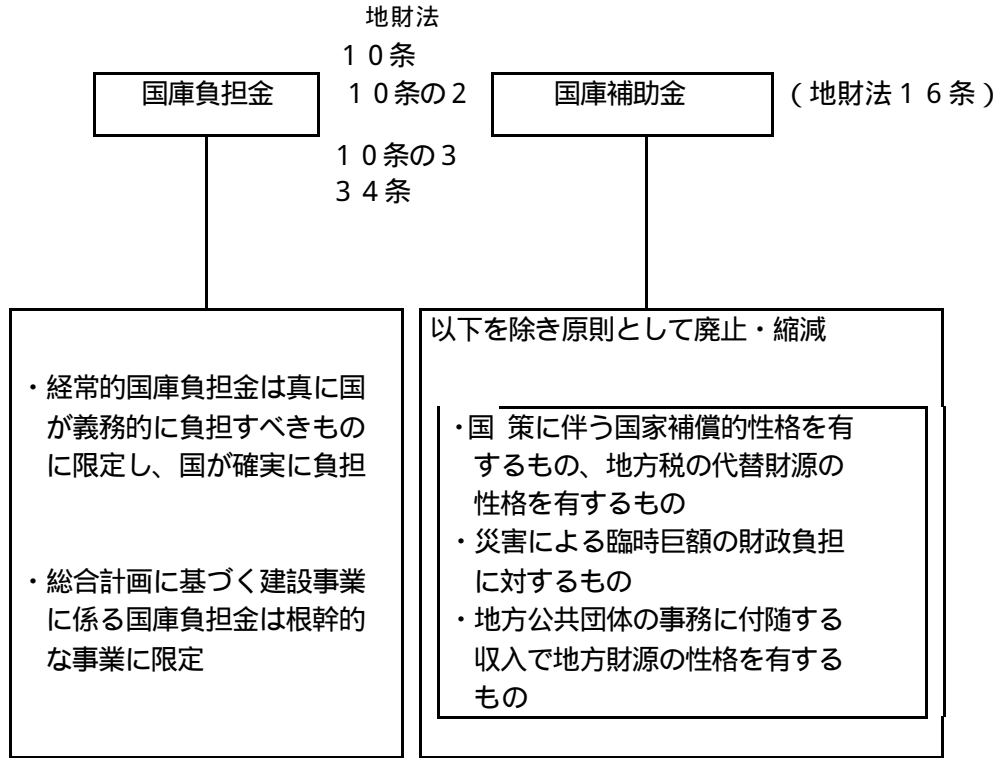 地財法
１０条
国庫負担金　１０条の２　国庫補助金　（地財法１６条）
１０条の３
３４条
・経常的国庫負担金は真に国
が義務的に負担すべきもの
に限定し、国が確実に負担
・総合計画に基づく建設事業
に係る国庫負担金は根幹的
な事業に限定
以下を除き原則として廃止・縮減
・国 策に伴う国家補償的性格を有
するもの、地方税の代替財源の
性格を有するもの
・災害による臨時巨額の財政負担
に対するもの
・地方公共団体の事務に付随する
収入で地方財源の性格を有する
もの